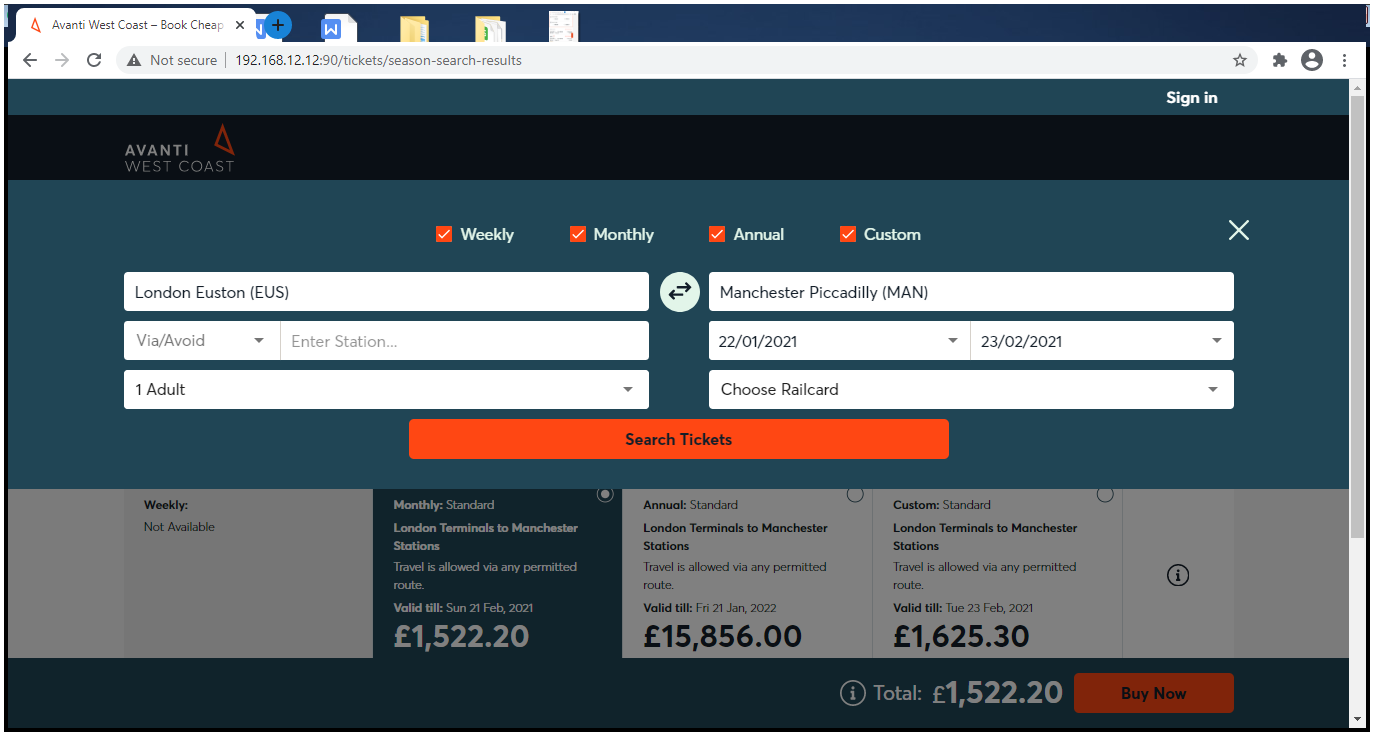 Avanti West Coast – Book Cheap
Not secure 192.168.12.12:90/tickets/season-search-results
Sign in
AVANTI
WEST COAST
Weekly Monthly Annual Custom
London Euston (EUS) Manchester Piccadilly (MAN)
Via/Avoid Enter Station... 22/01/2021 23/02/2021
1 Adult Choose Railcard
Search Tickets
Weekly:
Not Available
Monthly: Standard
London Terminals to Manchester
Stations
Travel is allowed via any permitted
route.
Valid till: Sun 21 Feb, 2021
£1,522.20
Annual: Standard
London Terminals to Manchester
Stations
Travel is allowed via any permitted
route.
Valid till: Fri 21 Jan, 2022
£15,856.00
Custom: Standard
London Terminals to Manchester
Stations
Travel is allowed via any permitted
route.
Valid till: Tue 23 Feb, 2021
£1,625.30
Total: £1,522.20 Buy Now